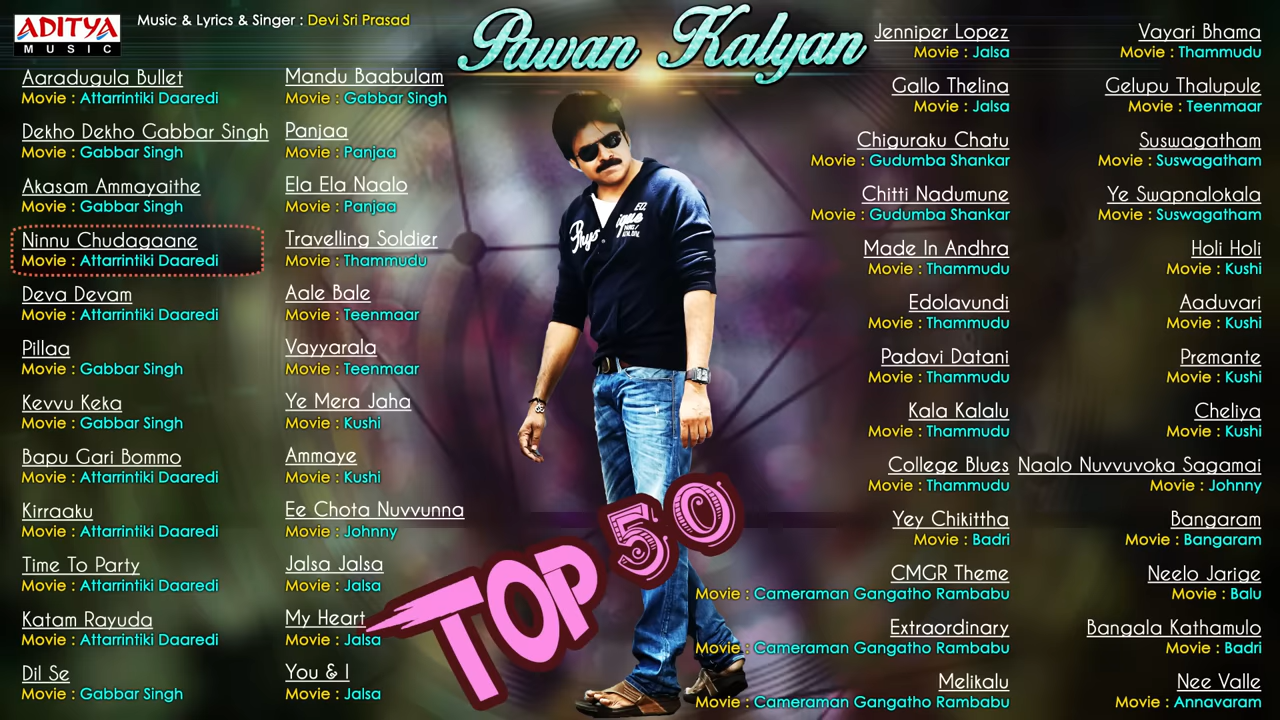 ADITYA
MUSIC
Music & Lyrics & Singer : Devi Sri Prasad
Pawan Kalyan
Aaradugula Bullet
Movie : Attarrintiki Daaredi
Dekho Dekho Gabbar Singh
Movie : Gabbar Singh
Akasam Ammayaithe
Movie : Gabbar Singh
Ninnu Chudagaane
Movie : Attarrintiki Daaredi
Deva Devam
Movie : Attarrintiki Daaredi
Pillaa
Movie : Gabbar Singh
Kevvu Keka
Movie : Gabbar Singh
Bapu Gari Bommo
Movie : Attarrintiki Daaredi
Kirraaku
Movie : Attarrintiki Daaredi
Time To Party
Movie : Attarrintiki Daaredi
Katam Rayuda
Movie : Attarrintiki Daaredi
Dil Se
Movie : Gabbar Singh
Mandu Baabulam
Movie : Gabbar Singh
Panjaa
Movie : Panjaa
Ela Ela Naalo
Movie : Panjaa
Travelling Soldier
Movie : Thammudu
Aale Bale
Movie : Teenmaar
Vayyarala
Movie : Teenmaar
Ye Mera Jaha
Movie : Kushi
Ammaye
Movie : Kushi
Ee Chota Nuvvunna
Movie : Johnny
Jalsa Jalsa
Movie : Jalsa
My Heart
Movie : Jalsa
You & I
Movie : Jalsa
TOP 50
Jenniper Lopez
Movie : Jalsa
Gallo Thelina
Movie : Jalsa
Chiguraku Chatu
Movie : Gudumba Shankar
Chitti Nadumune
Movie : Gudumba Shankar
Made In Andhra
Movie : Thammudu
Edolavundi
Movie : Thammudu
Padavi Datani
Movie : Thammudu
Kala Kalalu
Movie : Thammudu
College Blues
Movie : Thammudu
Yey Chikittha
Movie : Badri
CMGR Theme
Movie : Cameraman Gangatho Rambabu
Extraordinary
Movie : Cameraman Gangatho Rambabu
Melikalu
Movie : Cameraman Gangatho Rambabu
Vayari Bhama
Movie : Thammudu
Gelupu Thalupule
Movie : Teenmaar
Suswagatham
Movie : Suswagatham
Ye Swapnalokala
Movie : Suswagatham
Holi Holi
Movie : Kushi
Aaduvari
Movie : Kushi
Premante
Movie : Kushi
Cheliya
Movie : Kushi
Naalo Nuvvuvoka Sagamai
Movie : Johnny
Bangaram
Movie : Bangaram
Neelo Jarige
Movie : Balu
Bangala Kathamulo
Movie : Badri
Nee Valle
Movie : Annavaram